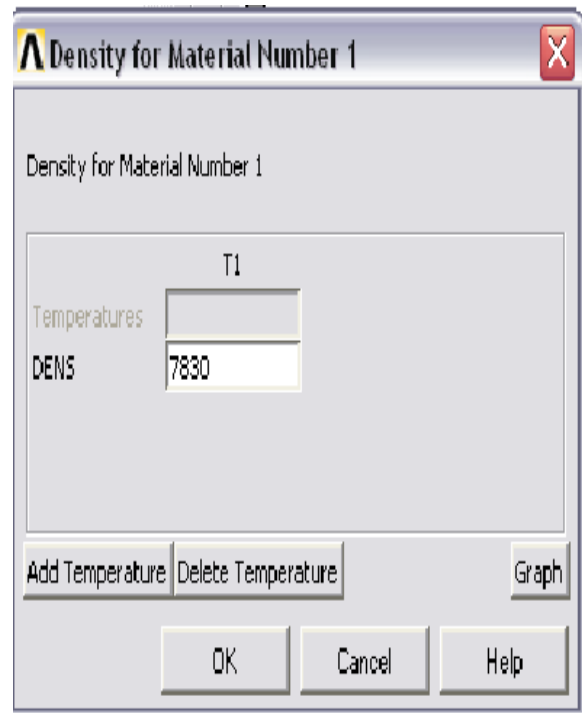 Density for Material Number 1
Density for Material Number 1
T1
Temperatures
DENS 7830
Add Temperature Delete Temperature Graph
OK Cancel Help